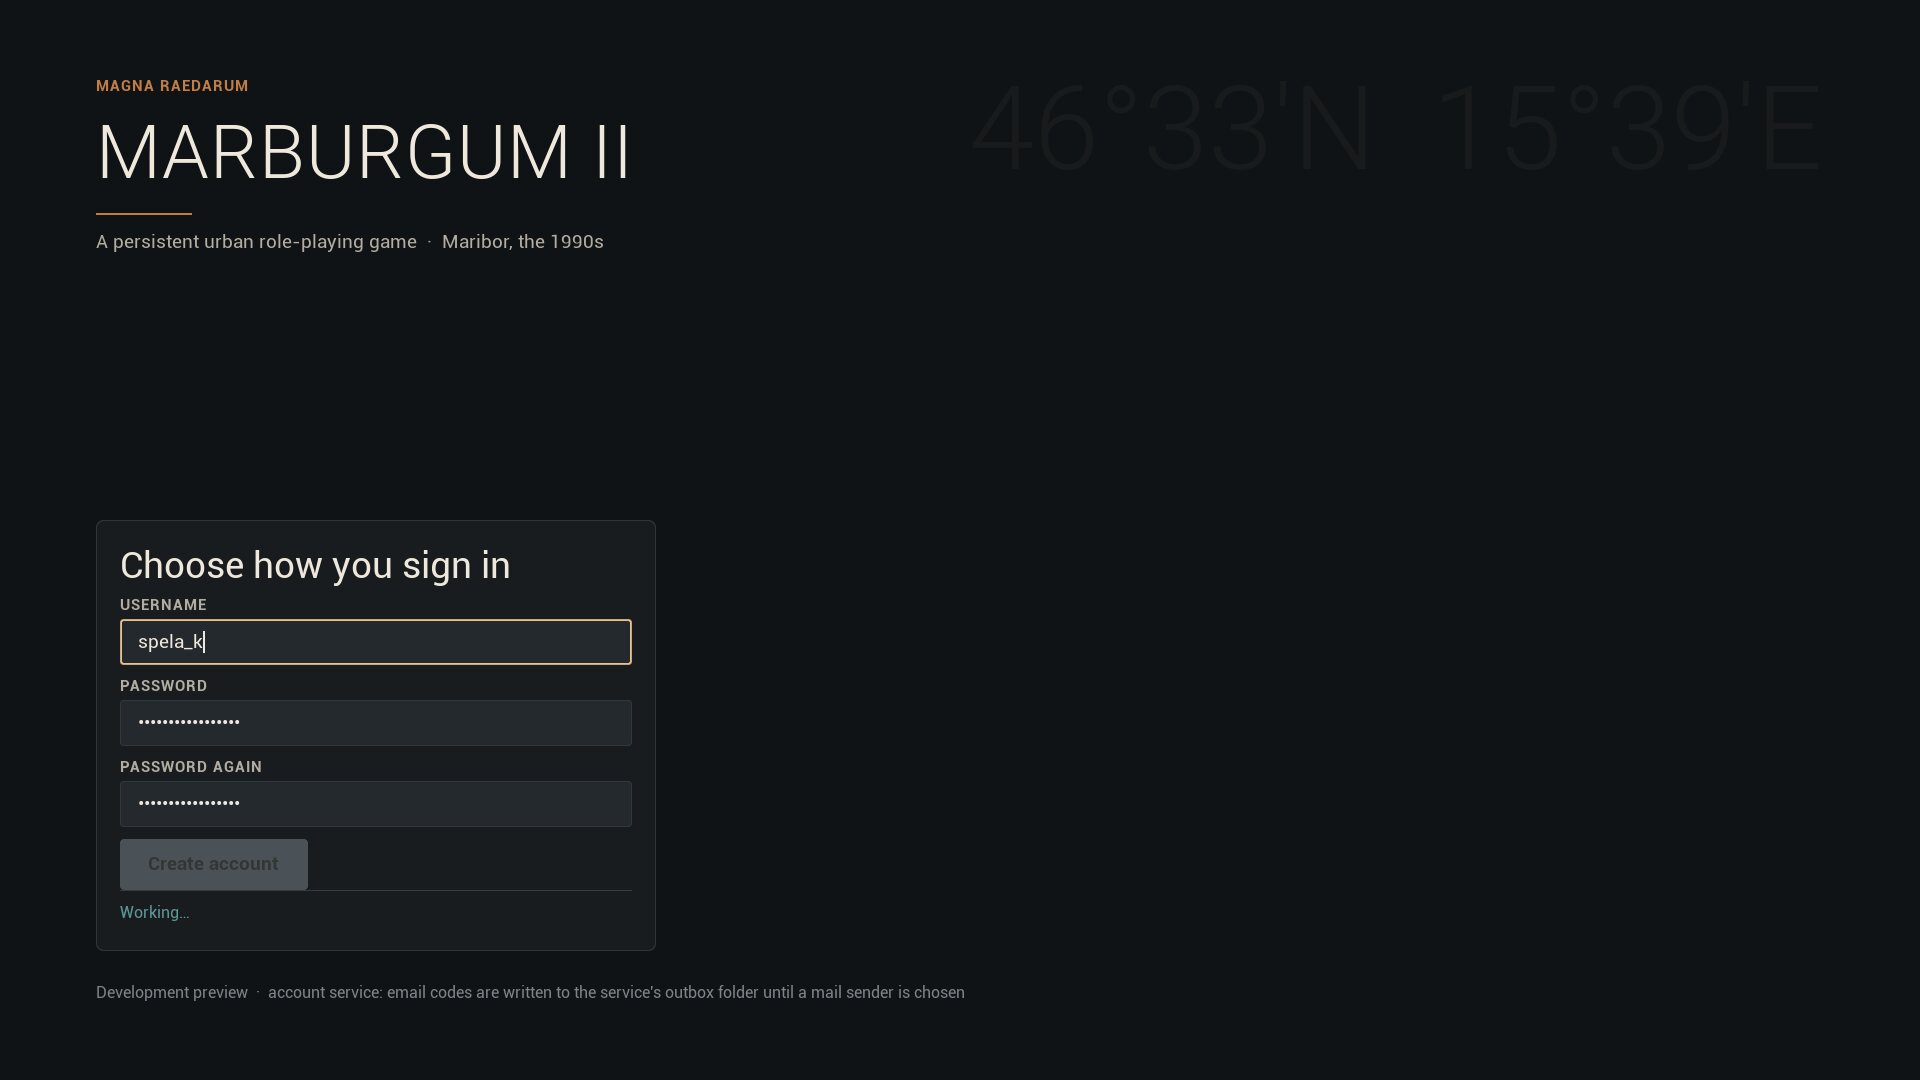 MAGNA RAEDARUM
MARBURGUM II
46°33'N 15°39'E
A persistent urban role-playing game · Maribor, the 1990s
Choose how you sign in
USERNAME
spela_k
PASSWORD
•••••••••••••••••
PASSWORD AGAIN
•••••••••••••••••
Create account
Working…
Development preview · account service: email codes are written to the service's outbox folder until a mail sender is chosen